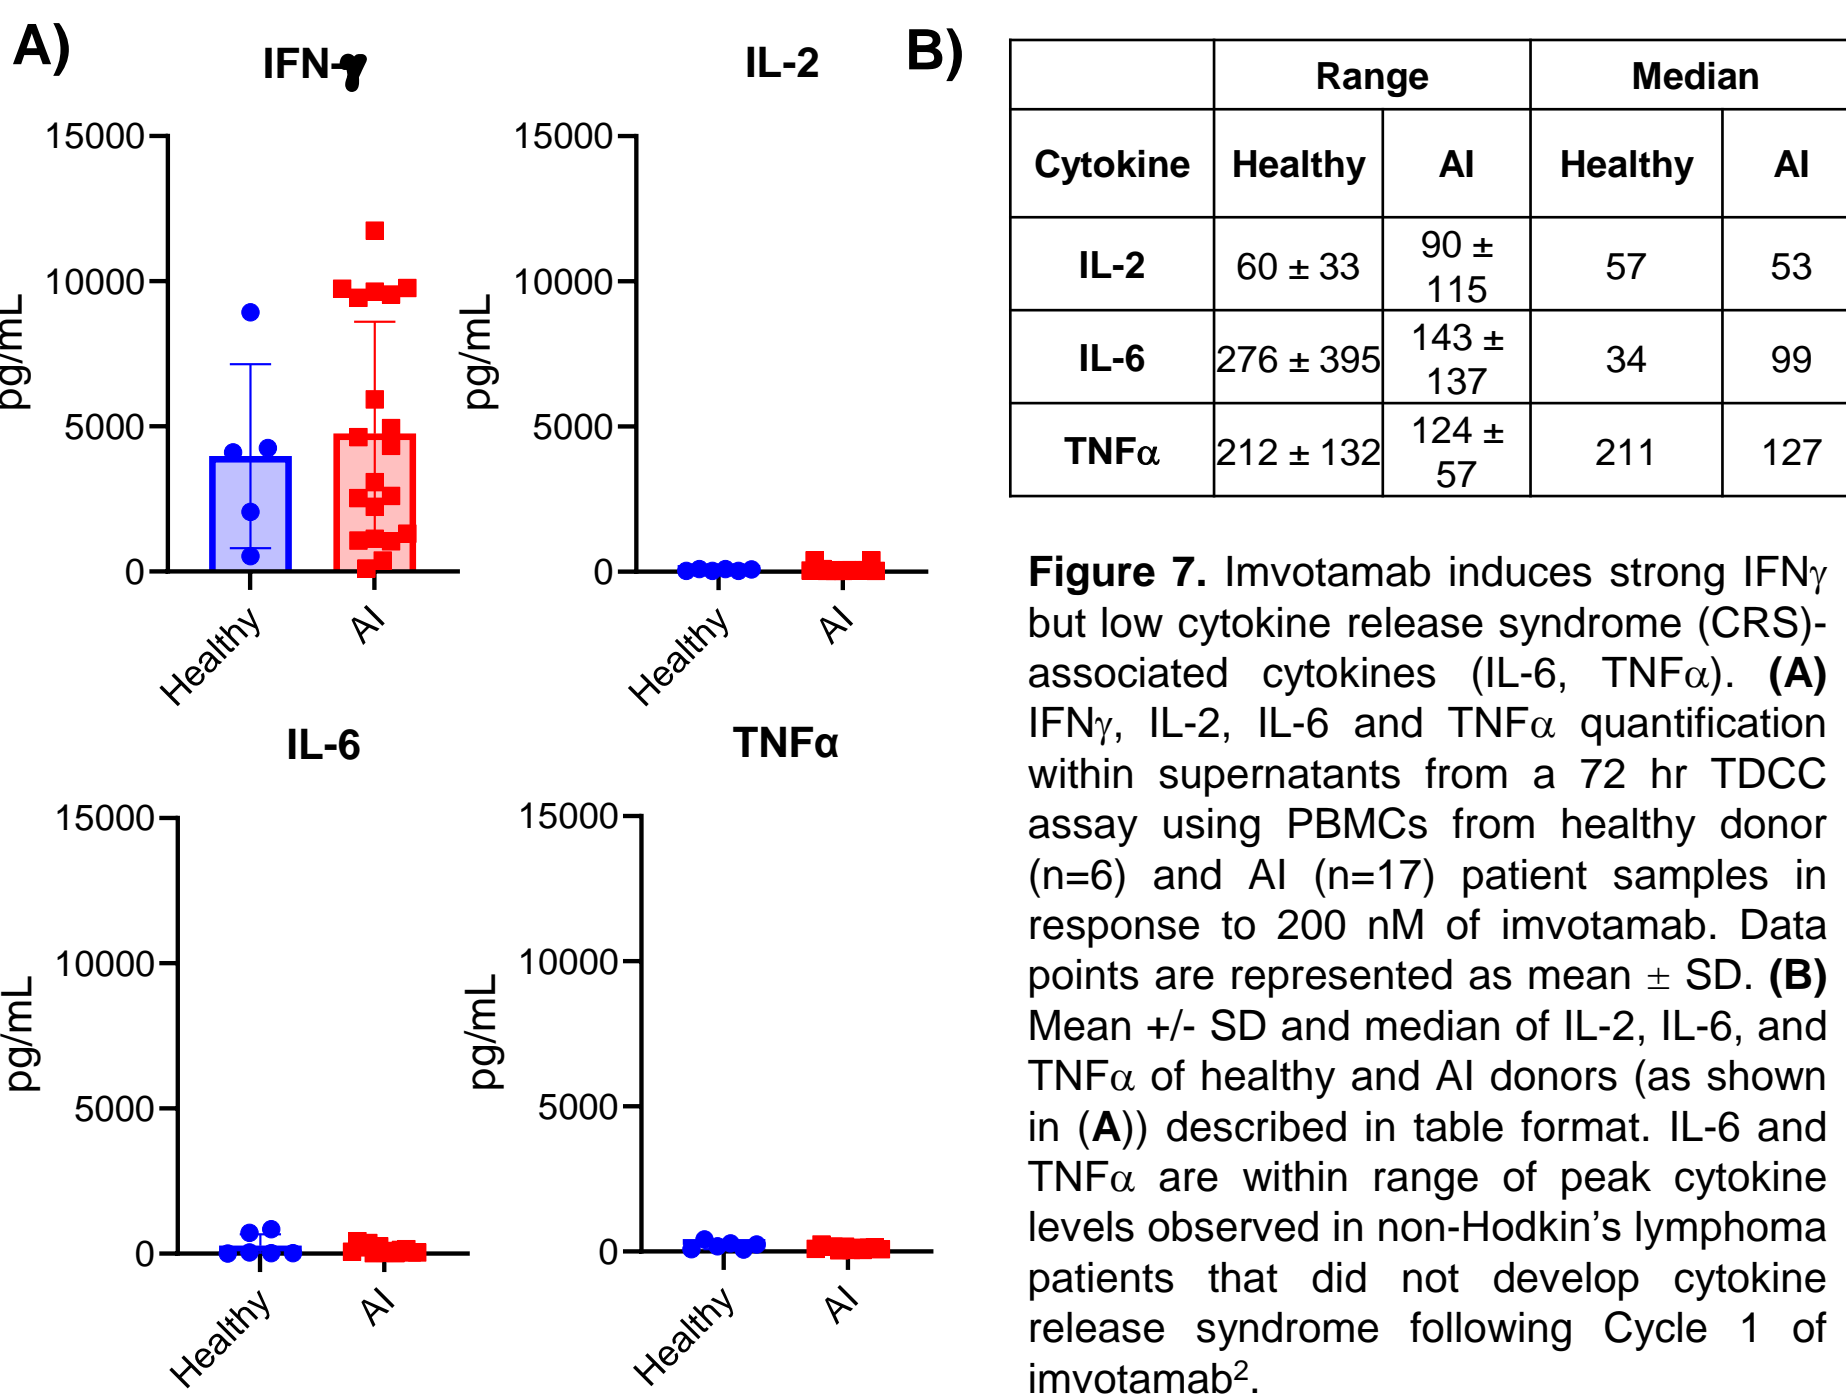 A)
IFN-γ
15000
10000
5000
0
pg/mL
Healthy
AI
IL-2
15000
10000
5000
0
pg/mL
Healthy
AI
IL-6
15000
10000
5000
0
pg/mL
Healthy
AI
TNFα
15000
10000
5000
0
pg/mL
Healthy
AI
B)
Range Median
Cytokine Healthy AI Healthy AI
IL-2 60 ± 33 90 ± 115 57 53
IL-6 276 ± 395 143 ± 137 34 99
TNFα 212 ± 132 124 ± 57 211 127
Figure 7. Imvotamab induces strong IFNγ
but low cytokine release syndrome (CRS)-
associated cytokines (IL-6, TNFα). (A)
IFNγ, IL-2, IL-6 and TNFα quantification
within supernatants from a 72 hr TDCC
assay using PBMCs from healthy donor
(n=6) and AI (n=17) patient samples in
response to 200 nM of imvotamab. Data
points are represented as mean ± SD. (B)
Mean +/- SD and median of IL-2, IL-6, and
TNFα of healthy and AI donors (as shown
in (A)) described in table format. IL-6 and
TNFα are within range of peak cytokine
levels observed in non-Hodkin’s lymphoma
patients that did not develop cytokine
release syndrome following Cycle 1 of
imvotamab².